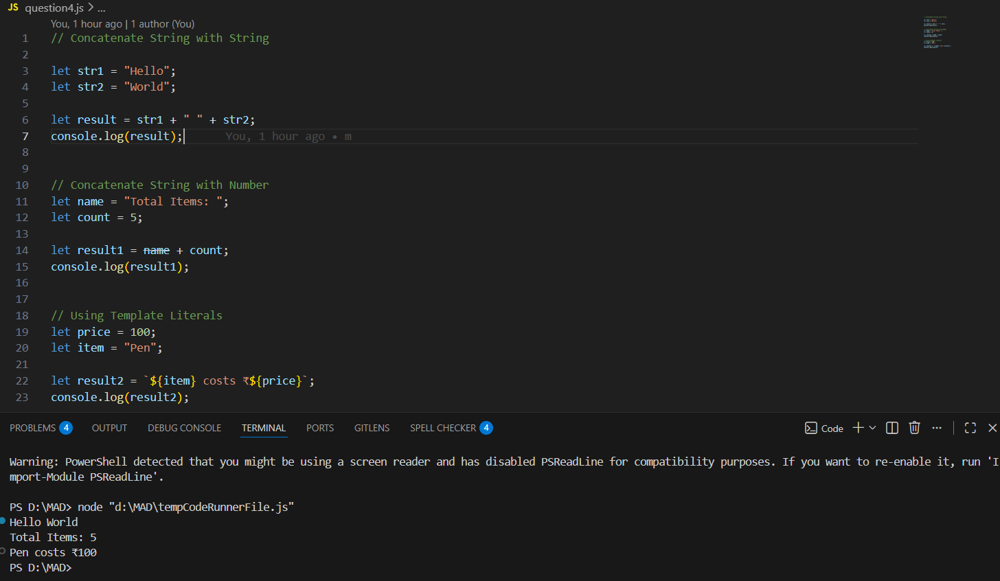 JS question4.js > ...
You, 1 hour ago | 1 author (You)
1 // Concatenate String with String
2
3 let str1 = "Hello";
4 let str2 = "World";
5
6 let result = str1 + " " + str2;
7 console.log(result); You, 1 hour ago • m
8
9
10 // Concatenate String with Number
11 let name = "Total Items: ";
12 let count = 5;
13
14 let result1 = name + count;
15 console.log(result1);
16
17
18 // Using Template Literals
19 let price = 100;
20 let item = "Pen";
21
22 let result2 = `${item} costs ₹${price}`;
23 console.log(result2);
PROBLEMS 4 OUTPUT DEBUG CONSOLE TERMINAL PORTS GITLENS SPELL CHECKER 4 Code
Warning: PowerShell detected that you might be using a screen reader and has disabled PSReadLine for compatibility purposes. If you want to re-enable it, run 'I
mport-Module PSReadLine'.
PS D:\MAD> node "d:\MAD\tempCodeRunnerFile.js"
Hello World
Total Items: 5
Pen costs ₹100
PS D:\MAD>